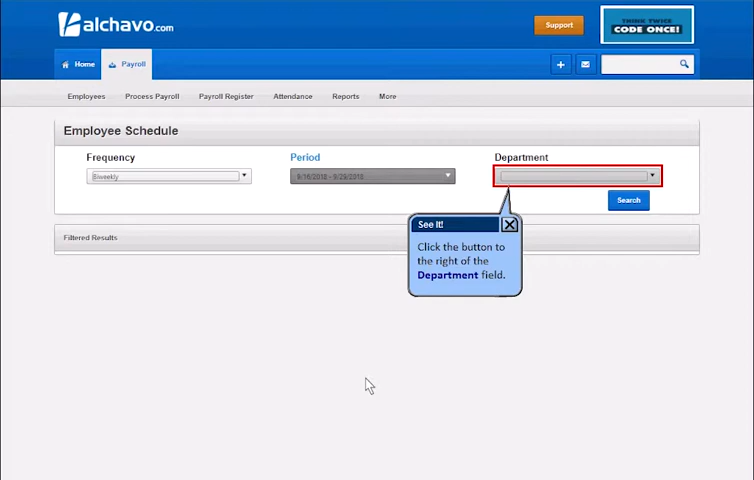 alchavo.com
Support
THINK TWICE
CODE ONCE!
Home
Payroll
Employees
Process Payroll
Payroll Register
Attendance
Reports
More
Employee Schedule
Frequency
Period
Department
Biweekly
9/16/2018 - 9/29/2018
Search
See It!
Filtered Results
Click the button to
the right of the
Department field.